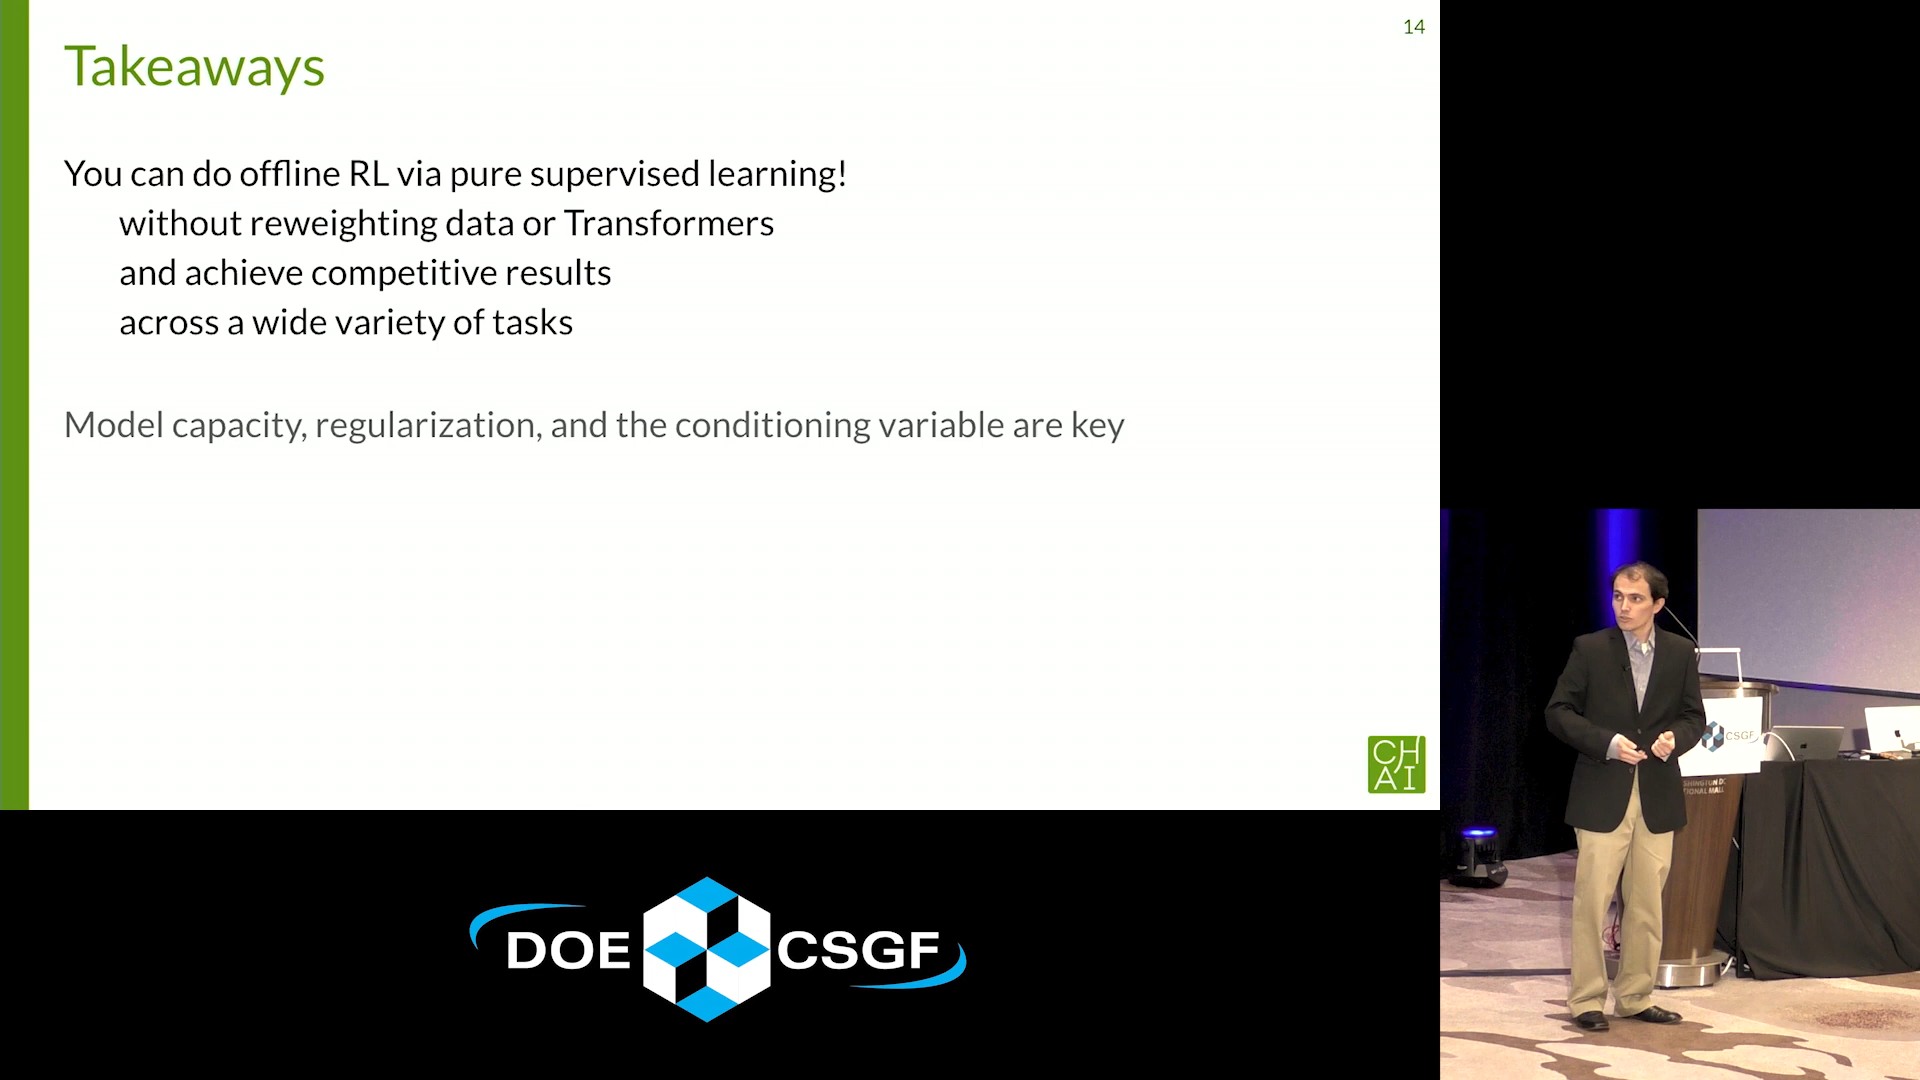 14
Takeaways
You can do offline RL via pure supervised learning!
without reweighting data or Transformers
and achieve competitive results
across a wide variety of tasks
Model capacity, regularization, and the conditioning variable are key
CH
AI
DOE CSGF
CSGF